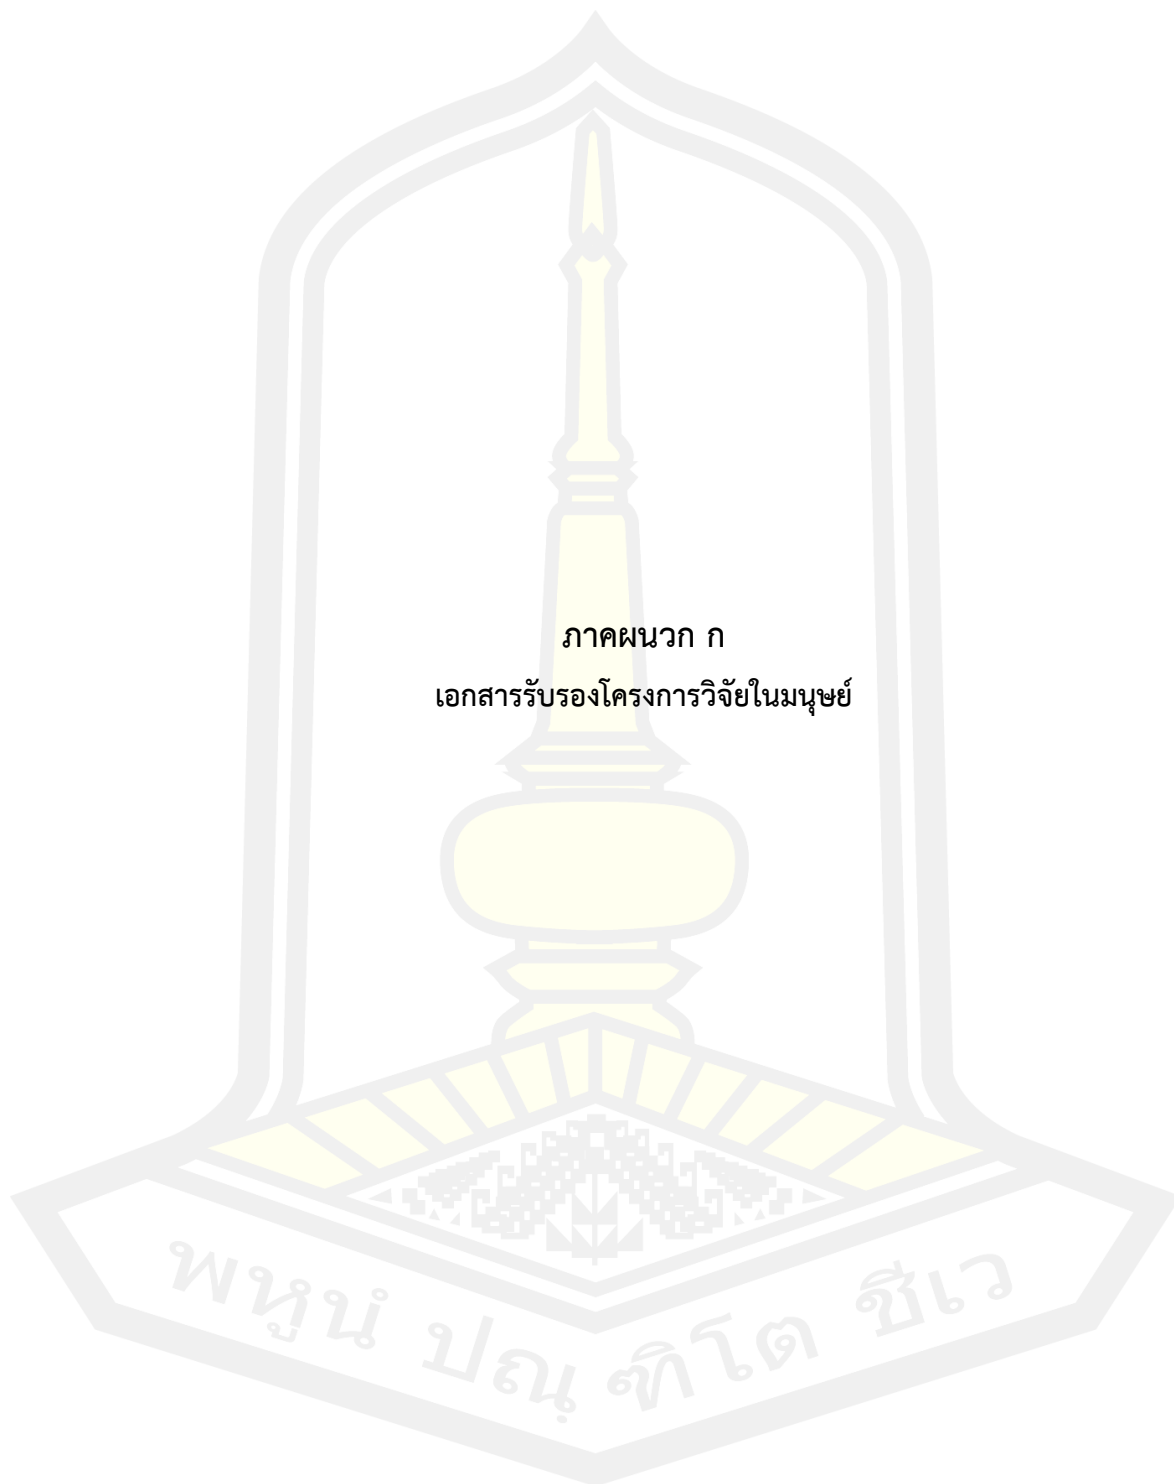 ภาคผนวก ก
เอกสารรับรองโครงการวิจัยในมนุษย์
พหูนํ ปณฺฑิโต ชีเว